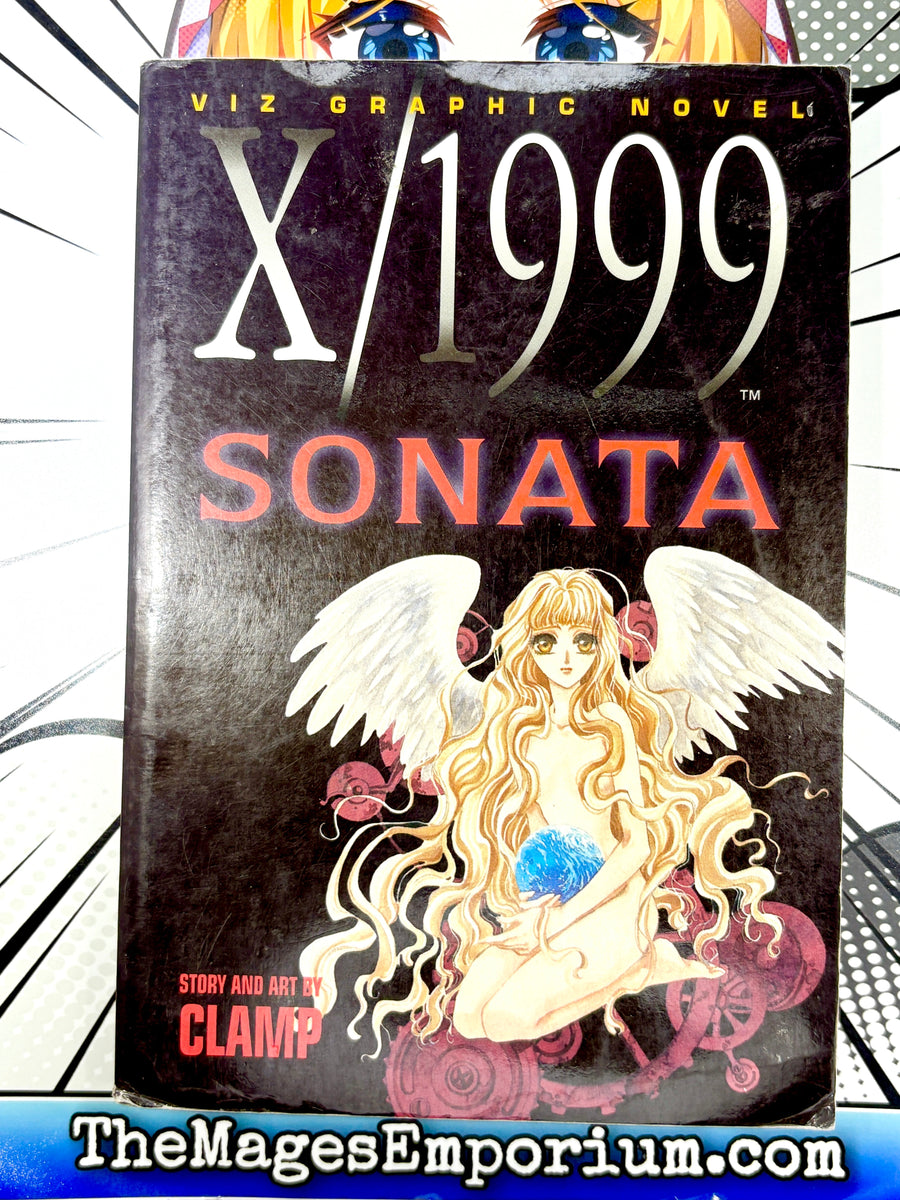 VIZ GRAPHIC NOVEL
X/1999
TM
SONATA
STORY AND ART BY
CLAMP
TheMagesEmporium.com